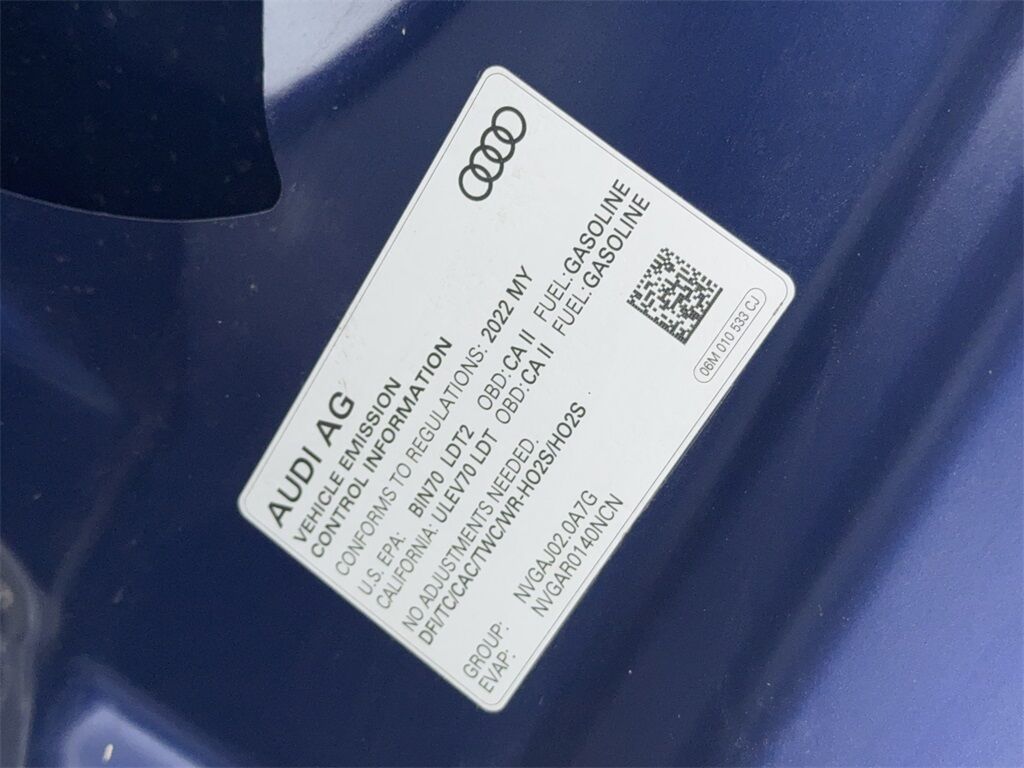 AUDI AG
VEHICLE EMISSION
CONTROL INFORMATION
CONFORMS TO REGULATIONS: 2022 MY
U.S. EPA: BIN70 LDT2 OBD: CA II FUEL: GASOLINE
CALIFORNIA: ULEV70 LDT OBD: CA II FUEL: GASOLINE
NO ADJUSTMENTS NEEDED.
DFI/TC/CAC/TWC/WR-HO2S/HO2S
GROUP: NVGAJ02.0A7G
EVAP: NVGAR0140NCN
06M 010 533 CJ